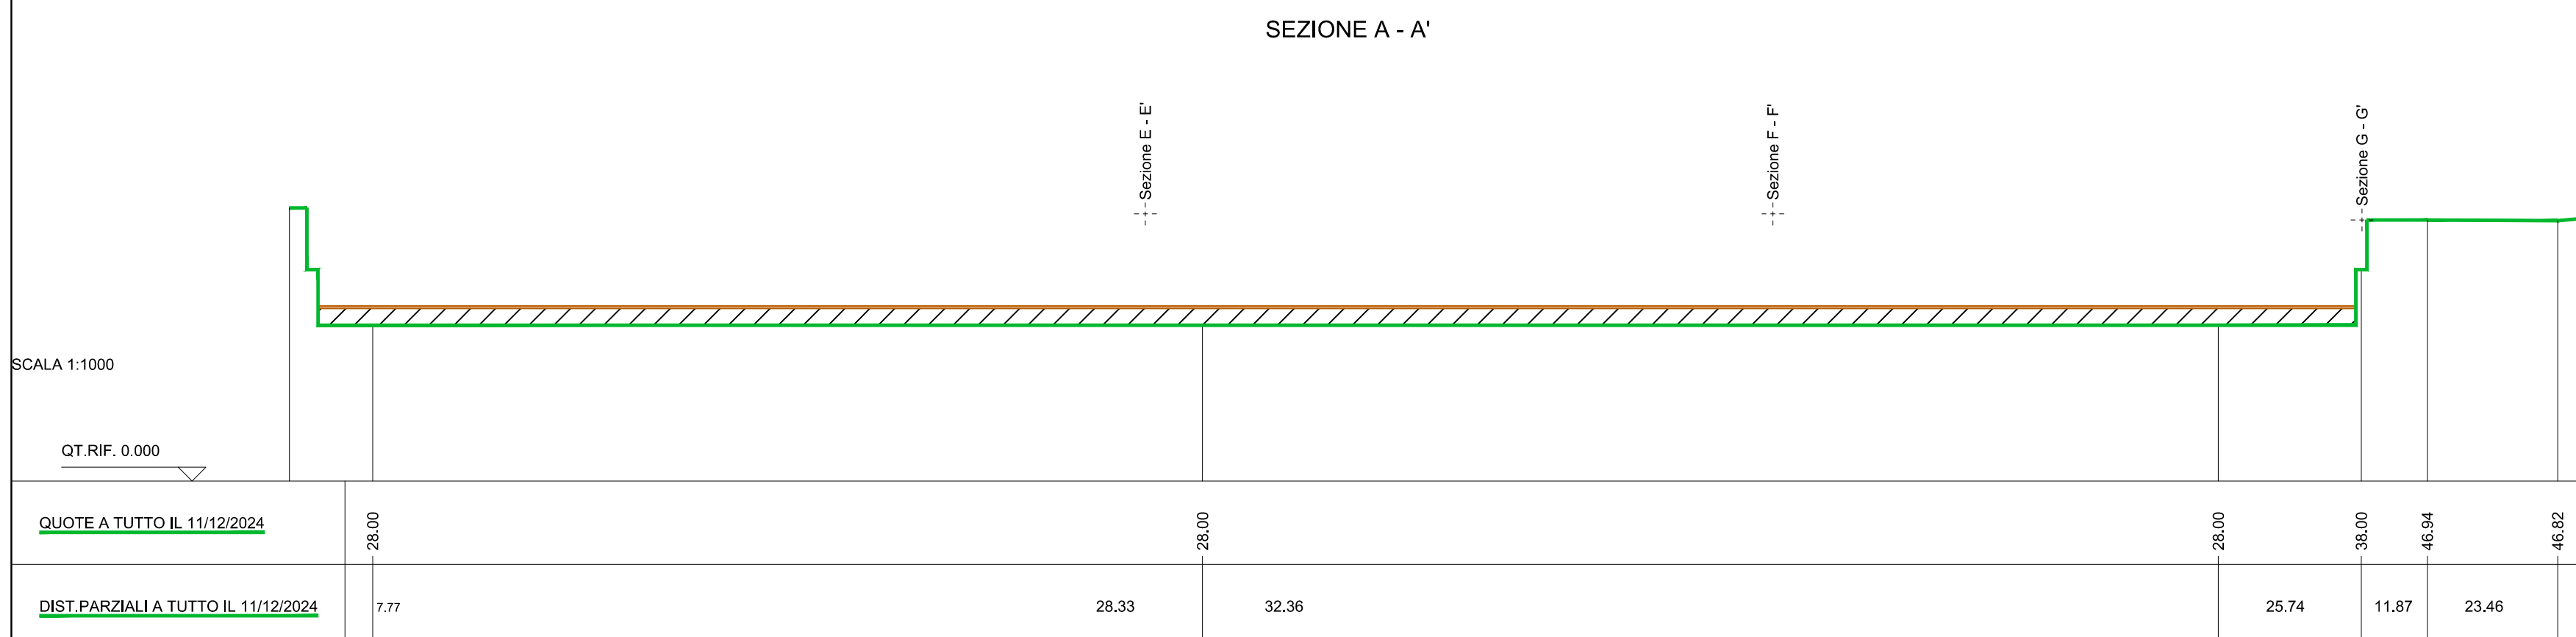 SEZIONE A - A'
Sezione E - E'
Sezione F - F'
Sezione G - G'
SCALA 1:1000
QT.RIF. 0.000
QUOTE A TUTTO IL 11/12/2024
28.00
28.00
28.00
38.00
46.94
46.82
DIST.PARZIALI A TUTTO IL 11/12/2024
7.77
28.33
32.36
25.74
11.87
23.46